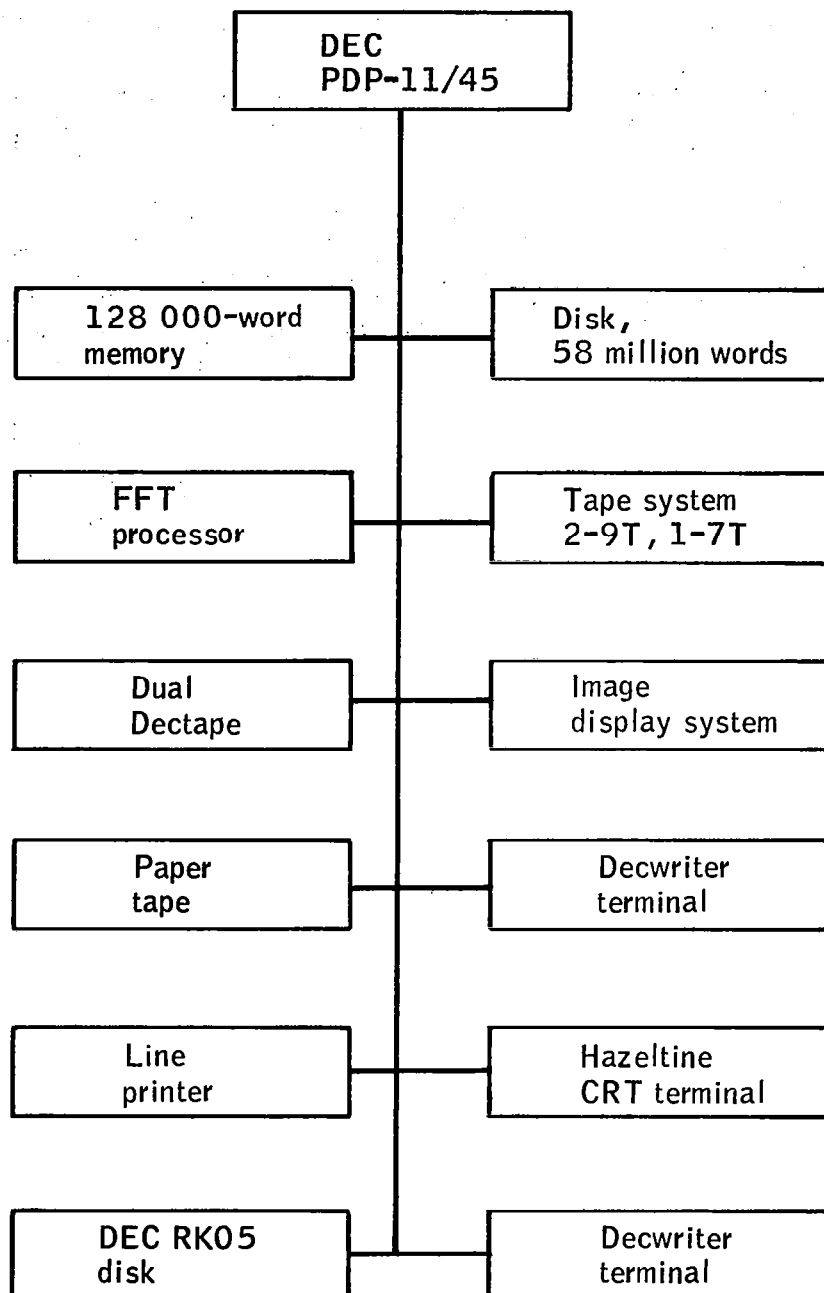 DEC
PDP-11/45
128 000-word
memory
Disk,
58 million words
FFT
processor
Tape system
2-9T, 1-7T
Dual
Dectape
Image
display system
Paper
tape
Decwriter
terminal
Line
printer
Hazeltine
CRT terminal
DEC RK05
disk
Decwriter
terminal